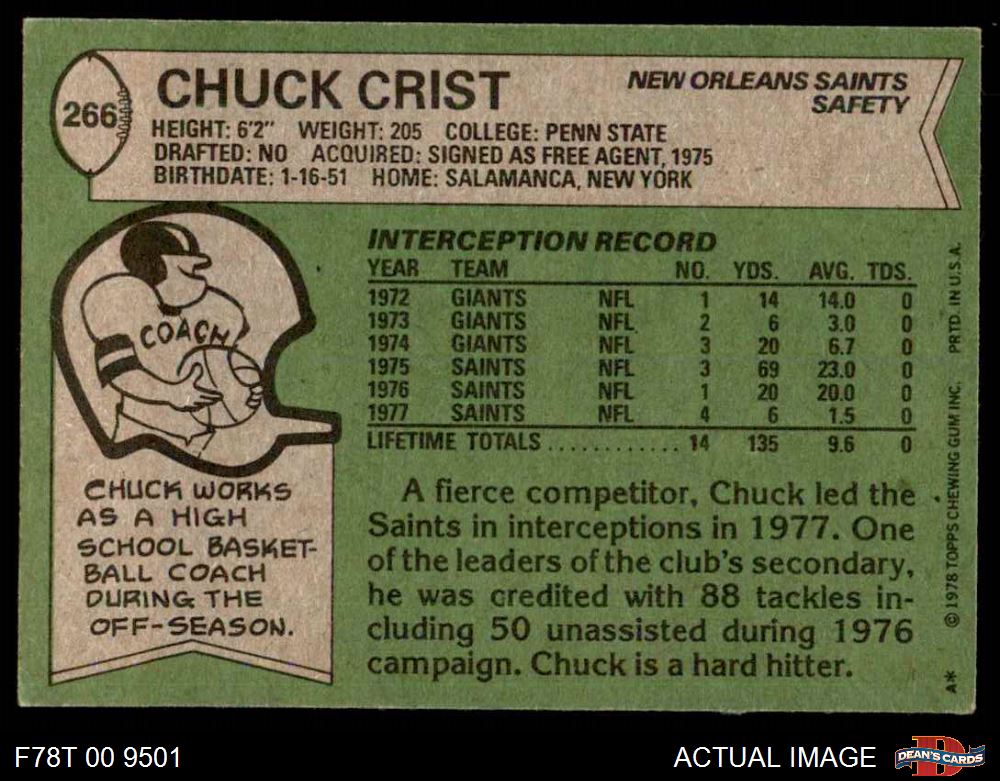 266
CHUCK CRIST
NEW ORLEANS SAINTS
SAFETY
HEIGHT: 6'2" WEIGHT: 205 COLLEGE: PENN STATE
DRAFTED: NO ACQUIRED: SIGNED AS FREE AGENT, 1975
BIRTHDATE: 1-16-51 HOME: SALAMANCA, NEW YORK
COACH
CHUCK WORKS
AS A HIGH
SCHOOL BASKET-
BALL COACH
DURING THE
OFF-SEASON.
INTERCEPTION RECORD
YEAR TEAM NO. YDS. AVG. TDS.
1972 GIANTS NFL 1 14 14.0 0
1973 GIANTS NFL 2 6 3.0 0
1974 GIANTS NFL 3 20 6.7 0
1975 SAINTS NFL 3 69 23.0 0
1976 SAINTS NFL 1 20 20.0 0
1977 SAINTS NFL 4 6 1.5 0
LIFETIME TOTALS ............ 14 135 9.6 0
A fierce competitor, Chuck led the
Saints in interceptions in 1977. One
of the leaders of the club's secondary,
he was credited with 88 tackles in-
cluding 50 unassisted during 1976
campaign. Chuck is a hard hitter.
A* © 1978 TOPPS CHEWING GUM INC. PRTD. IN U.S.A.
F78T 00 9501
ACTUAL IMAGE
D
DEAN'S CARDS